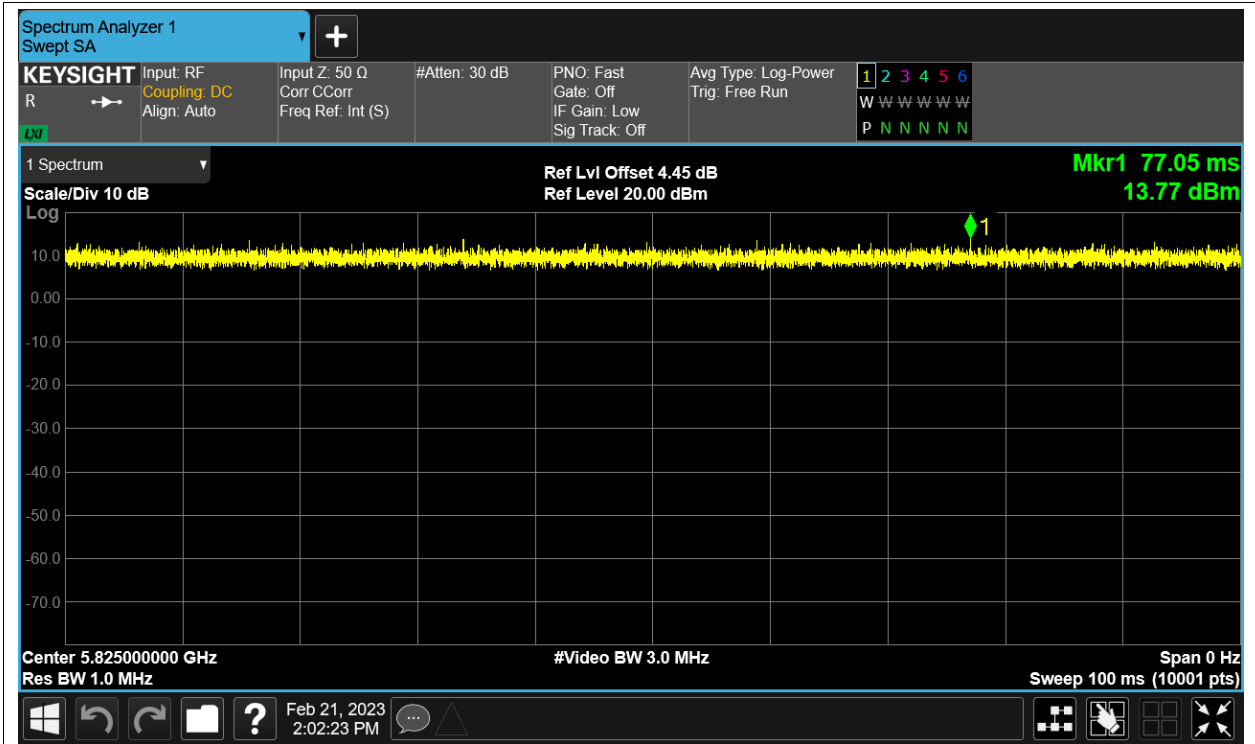 Spectrum Analyzer 1
Swept SA
+
KEYSIGHT
R
LXI
Input: RF
Coupling: DC
Align: Auto
Input Z: 50 Ω
Corr CCorr
Freq Ref: Int (S)
#Atten: 30 dB
PNO: Fast
Gate: Off
IF Gain: Low
Sig Track: Off
Avg Type: Log-Power
Trig: Free Run
1 2 3 4 5 6
W W W W W W
P N N N N N
1 Spectrum
Scale/Div 10 dB
Ref Lvl Offset 4.45 dB
Ref Level 20.00 dBm
Mkr1 77.05 ms
13.77 dBm
Log
1
10.0
0.00
-10.0
-20.0
-30.0
-40.0
-50.0
-60.0
-70.0
Center 5.825000000 GHz
Res BW 1.0 MHz
#Video BW 3.0 MHz
Span 0 Hz
Sweep 100 ms (10001 pts)
?
Feb 21, 2023
2:02:23 PM